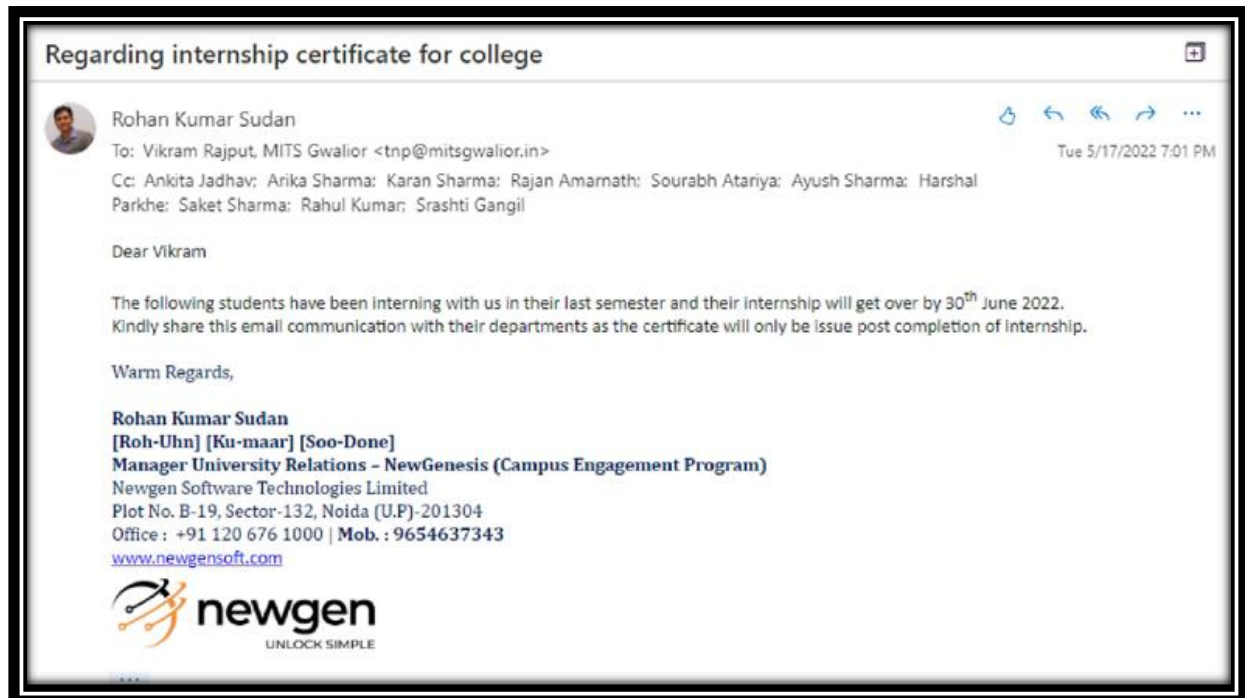 Regarding internship certificate for college
Rohan Kumar Sudan
To: Vikram Rajput, MITS Gwalior <tnp@mitsgwalior.in>
Tue 5/17/2022 7:01 PM
Cc: Ankita Jadhav; Arika Sharma; Karan Sharma; Rajan Amarnath; Sourabh Atariya; Ayush Sharma; Harshal
Parkhe; Saket Sharma; Rahul Kumar; Srashti Gangil
Dear Vikram
The following students have been interning with us in their last semester and their internship will get over by 30th June 2022.
Kindly share this email communication with their departments as the certificate will only be issue post completion of internship.
Warm Regards,
Rohan Kumar Sudan
[Roh-Uhn] [Ku-maar] [Soo-Done]
Manager University Relations – NewGenesis (Campus Engagement Program)
Newgen Software Technologies Limited
Plot No. B-19, Sector-132, Noida (U.P)-201304
Office : +91 120 676 1000 | Mob. : 9654637343
www.newgensoft.com
newgen
UNLOCK SIMPLE